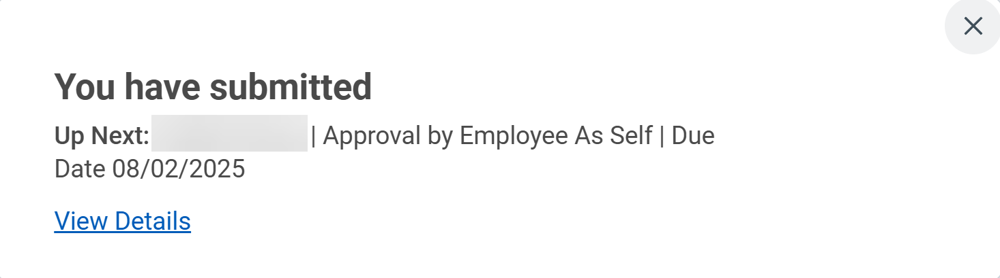 You have submitted
Up Next: | Approval by Employee As Self | Due
Date 08/02/2025
View Details